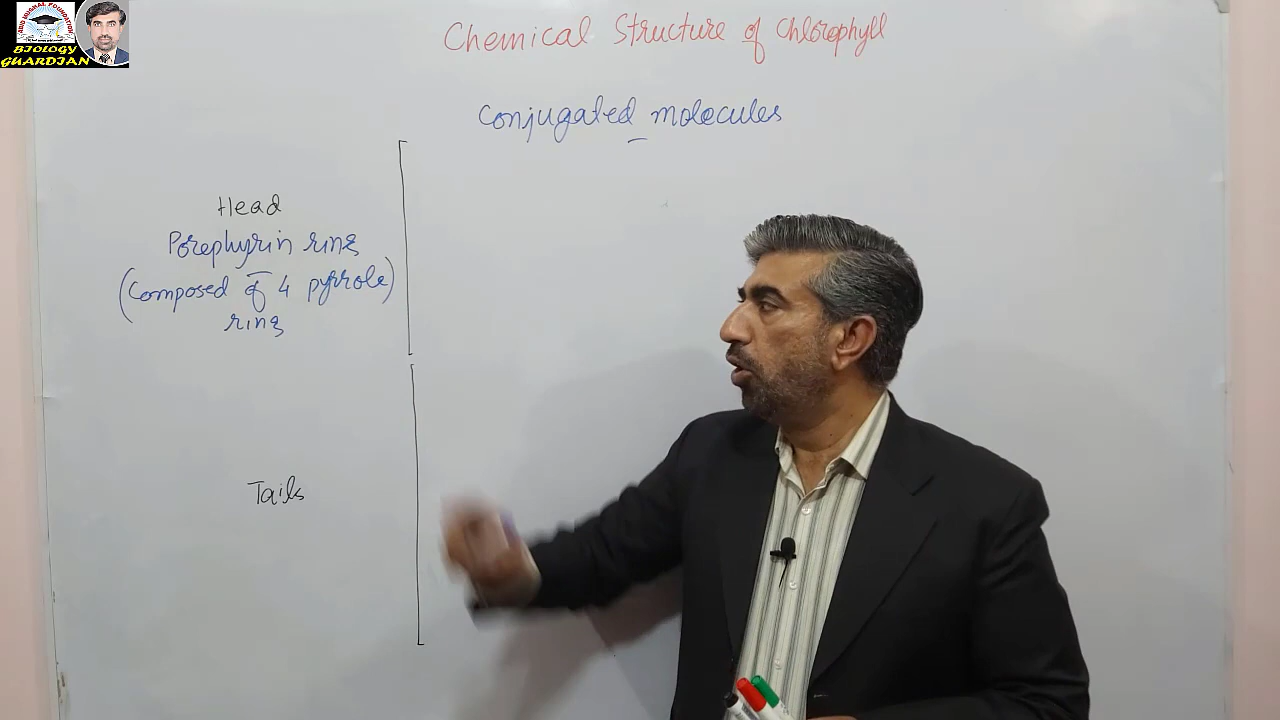 BIOLOGY
GUARDIAN
Chemical Structure of Chlorophyll
Conjugated molecules
Head
Porephyrin ring
(Composed of 4 pyrrole)
ring
Tails